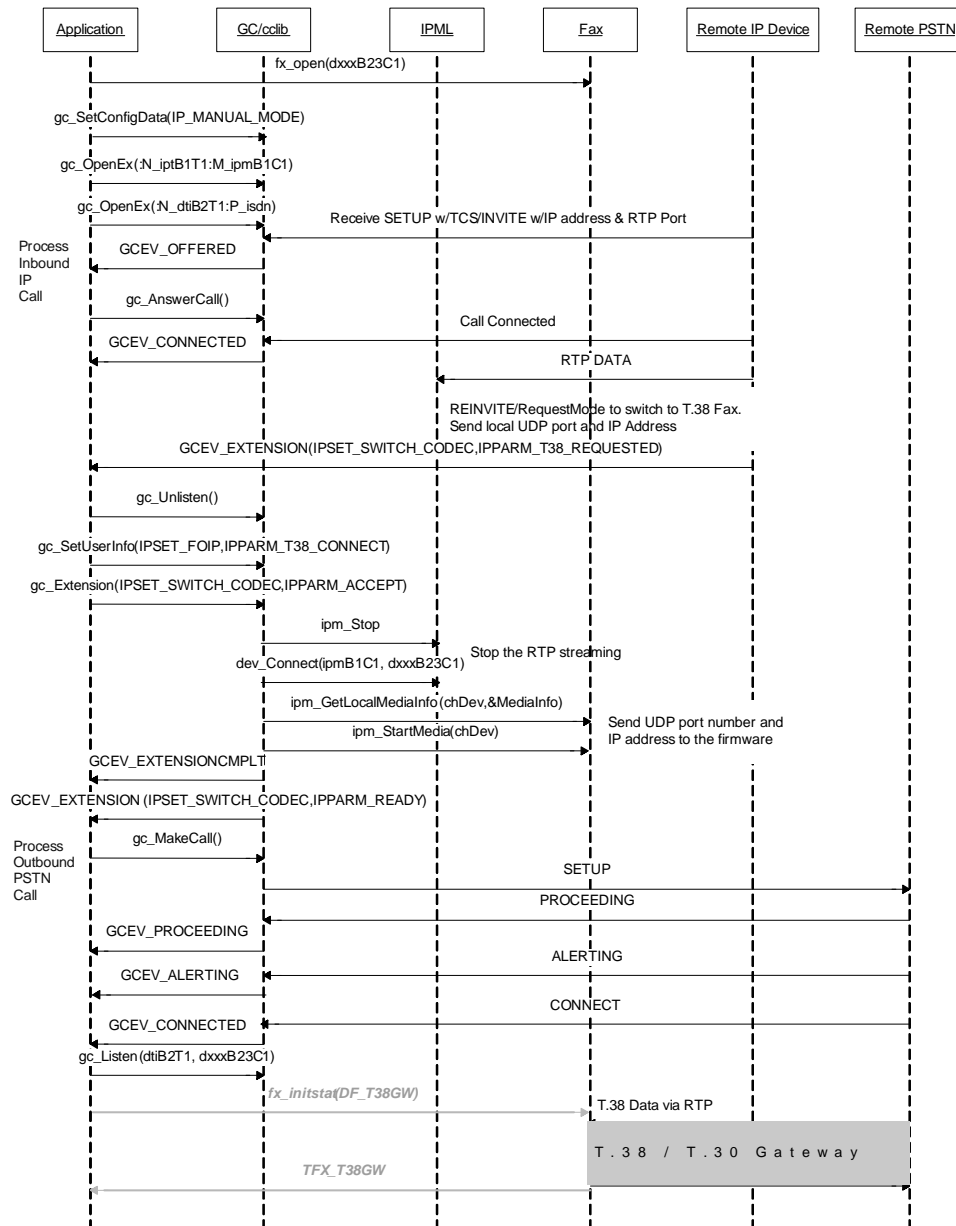 Application
GC/cclib
IPML
Fax
Remote IP Device
Remote PSTN
fx_open(dxxxB23C1)
gc_SetConfigData(IP_MANUAL_MODE)
gc_OpenEx(:N_iptB1T1:M_ipmB1C1)
gc_OpenEx(:N_dtiB2T1:P_isdn)
Receive SETUP w/TCS/INVITE w/IP address & RTP Port
Process
Inbound
IP
Call
GCEV_OFFERED
gc_AnswerCall()
Call Connected
GCEV_CONNECTED
RTP DATA
REINVITE/RequestMode to switch to T.38 Fax.
Send local UDP port and IP Address
GCEV_EXTENSION(IPSET_SWITCH_CODEC,IPPARM_T38_REQUESTED)
gc_Unlisten()
gc_SetUserInfo(IPSET_FOIP,IPPARM_T38_CONNECT)
gc_Extension(IPSET_SWITCH_CODEC,IPPARM_ACCEPT)
ipm_Stop
Stop the RTP streaming
dev_Connect(ipmB1C1, dxxxB23C1)
ipm_GetLocalMediaInfo(chDev,&MediaInfo)
Send UDP port number and
IP address to the firmware
ipm_StartMedia(chDev)
GCEV_EXTENSIONCMPLT
GCEV_EXTENSION (IPSET_SWITCH_CODEC,IPPARM_READY)
gc_MakeCall()
Process
Outbound
PSTN
Call
SETUP
PROCEEDING
GCEV_PROCEEDING
ALERTING
GCEV_ALERTING
CONNECT
GCEV_CONNECTED
gc_Listen(dtiB2T1, dxxxB23C1)
fx_initstat(DF_T38GW)
T.38 Data via RTP
T.38 / T.30 Gateway
TFX_T38GW